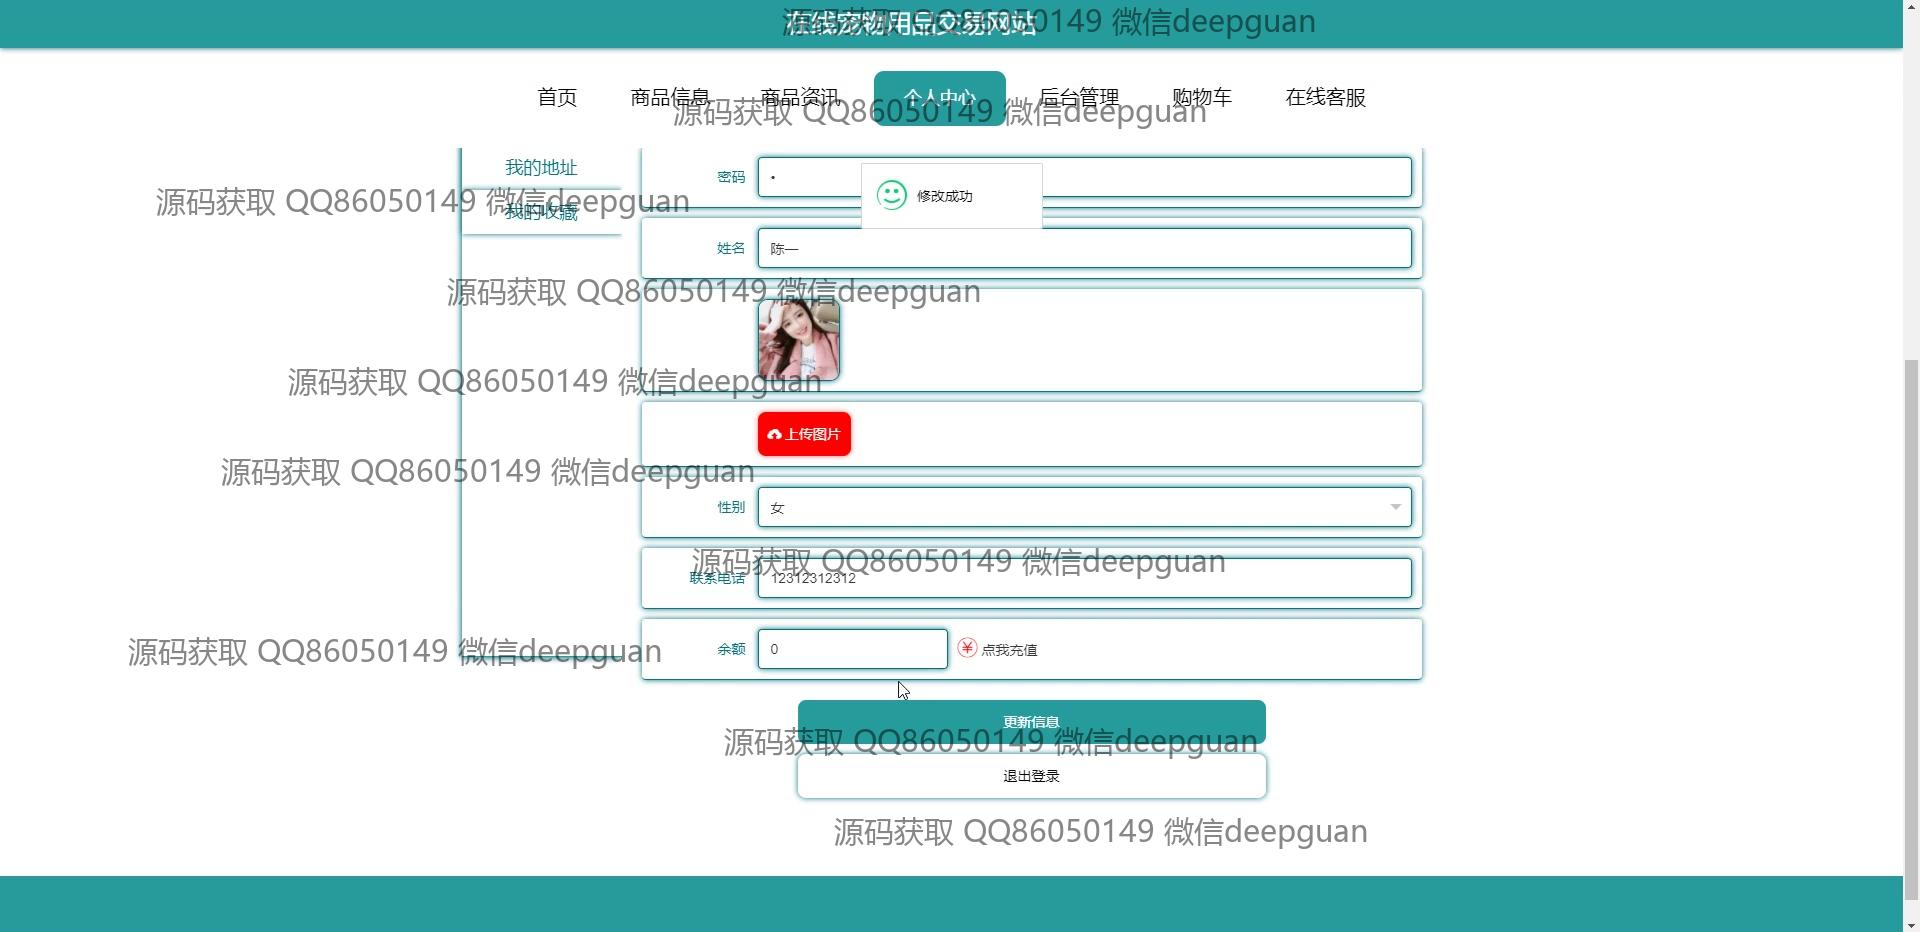 在线宠物用品交易网站
源码获取 QQ86050149 微信deepguan
首页 商品信息 商品资讯 个人中心 后台管理 购物车 在线客服
源码获取 QQ86050149 微信deepguan
我的地址
密码 •
修改成功
源码获取 QQ86050149 微信deepguan
我的收藏
姓名 陈一
源码获取 QQ86050149 微信deepguan
源码获取 QQ86050149 微信deepguan
上传图片
源码获取 QQ86050149 微信deepguan
性别 女
源码获取 QQ86050149 微信deepguan
联系电话 12312312312
余额 0 点我充值
源码获取 QQ86050149 微信deepguan
更新信息
源码获取 QQ86050149 微信deepguan
退出登录
源码获取 QQ86050149 微信deepguan